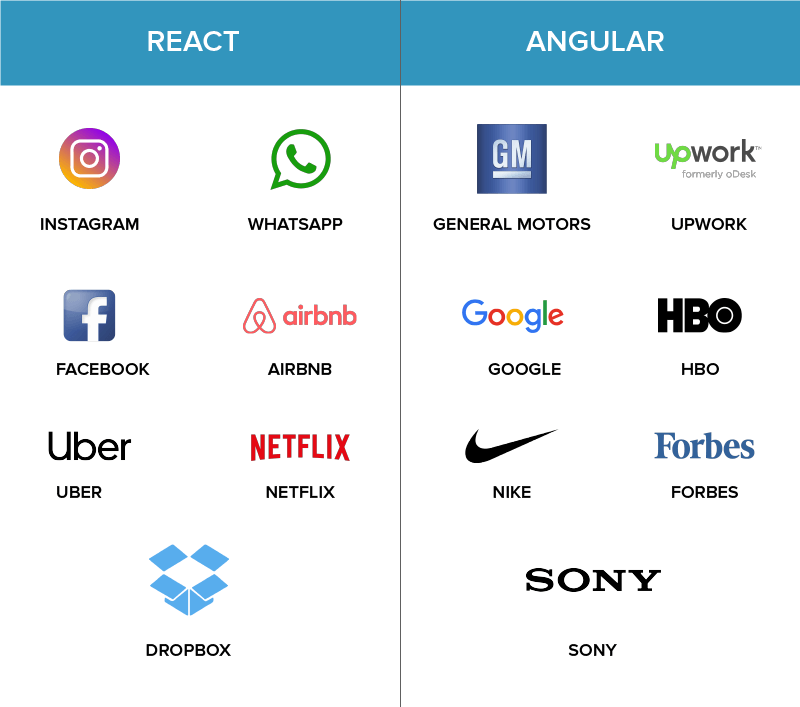 REACT
ANGULAR
INSTAGRAM
WHATSAPP
GM
upwork™
formerly oDesk
GENERAL MOTORS
UPWORK
f
airbnb
FACEBOOK
AIRBNB
Google
HBO
GOOGLE
HBO
Uber
NETFLIX
UBER
NETFLIX
Forbes
NIKE
FORBES
DROPBOX
SONY
SONY